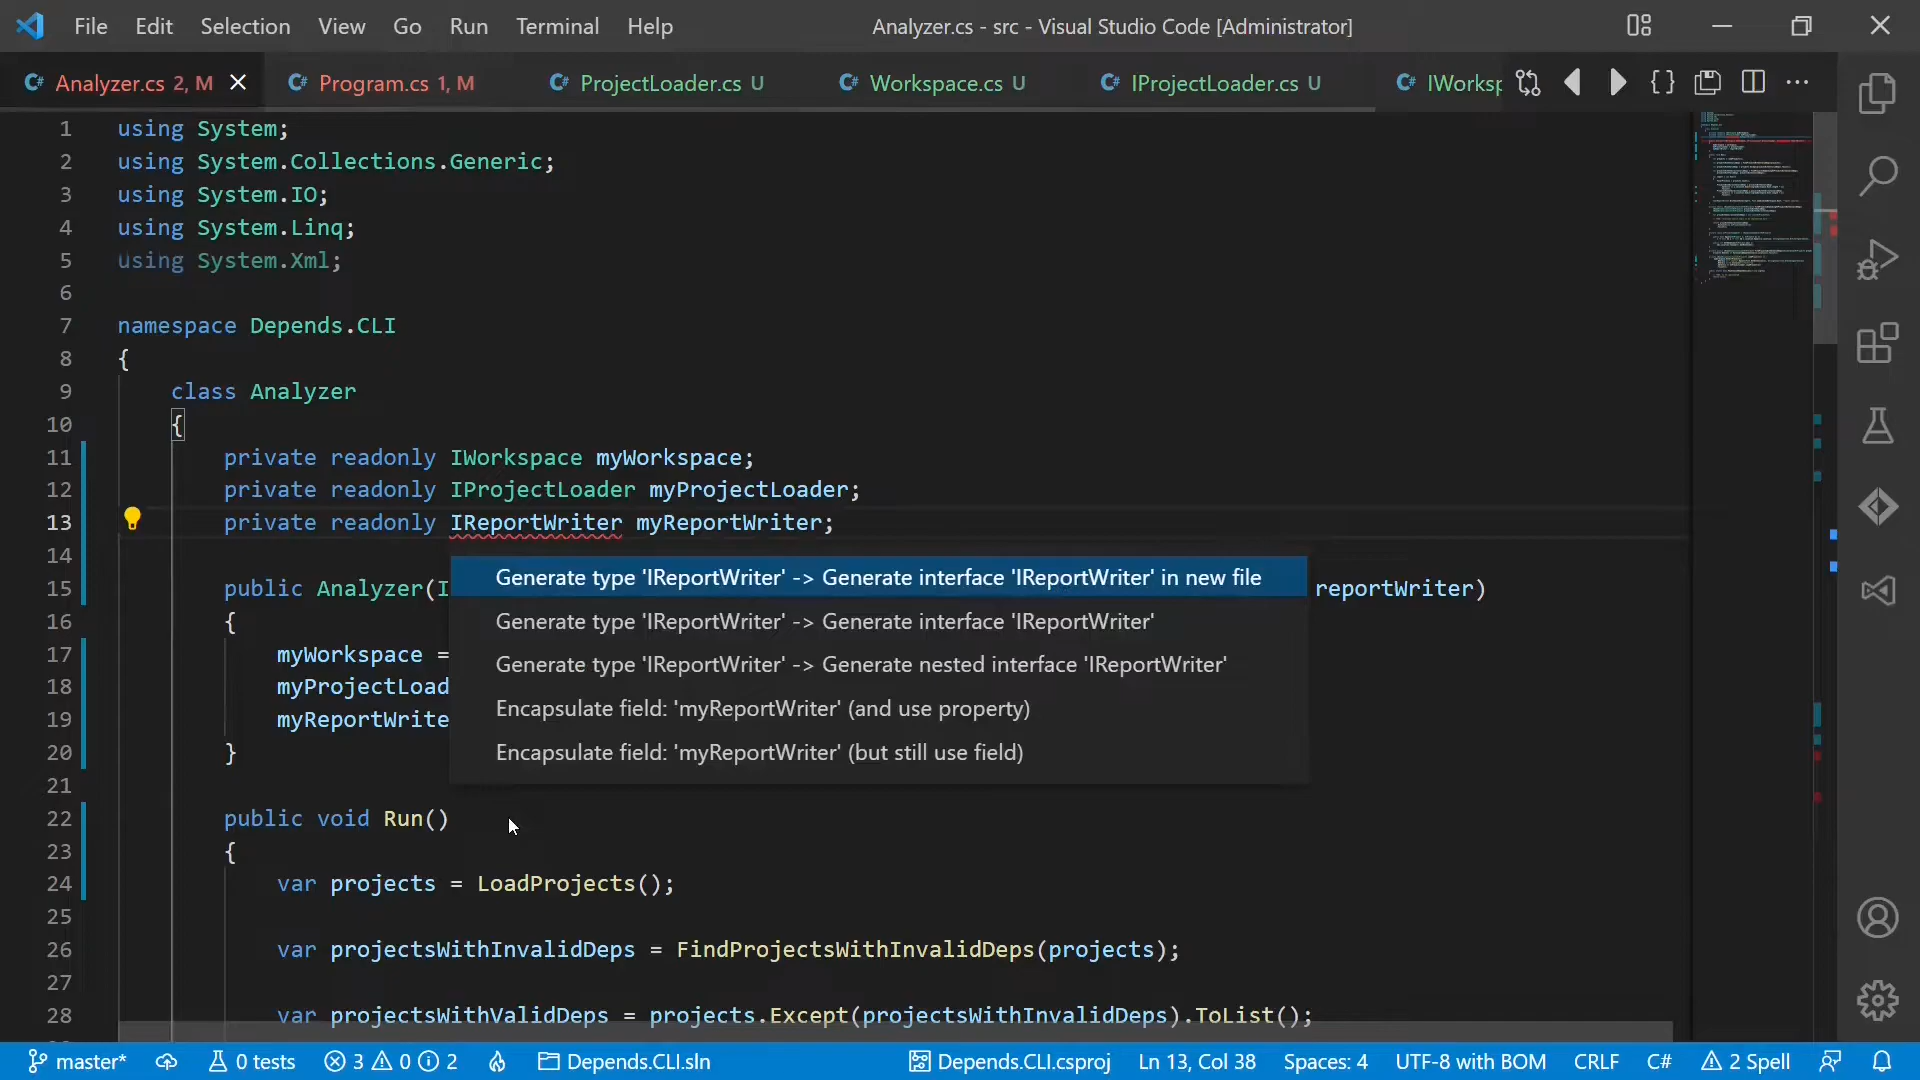 File Edit Selection View Go Run Terminal Help Analyzer.cs - src - Visual Studio Code [Administrator]
C# Analyzer.cs 2, M C# Program.cs 1, M C# ProjectLoader.cs U C# Workspace.cs U C# IProjectLoader.cs U C# IWorksp
1 using System;
2 using System.Collections.Generic;
3 using System.IO;
4 using System.Linq;
5 using System.Xml;
6
7 namespace Depends.CLI
8 {
9 class Analyzer
10 {
11 private readonly IWorkspace myWorkspace;
12 private readonly IProjectLoader myProjectLoader;
13 private readonly IReportWriter myReportWriter;
14
Generate type 'IReportWriter' -> Generate interface 'IReportWriter' in new file
15 public Analyzer(I reportWriter)
16 {
Generate type 'IReportWriter' -> Generate interface 'IReportWriter'
17 myWorkspace =
Generate type 'IReportWriter' -> Generate nested interface 'IReportWriter'
18 myProjectLoad
Encapsulate field: 'myReportWriter' (and use property)
19 myReportWrite
20 }
Encapsulate field: 'myReportWriter' (but still use field)
21
22 public void Run()
23 {
24 var projects = LoadProjects();
25
26 var projectsWithInvalidDeps = FindProjectsWithInvalidDeps(projects);
27
28 var projectsWithValidDeps = projects.Except(projectsWithInvalidDeps).ToList();
master* 0 tests 3 0 2 Depends.CLI.sln Depends.CLI.csproj Ln 13, Col 38 Spaces: 4 UTF-8 with BOM CRLF C# 2 Spell